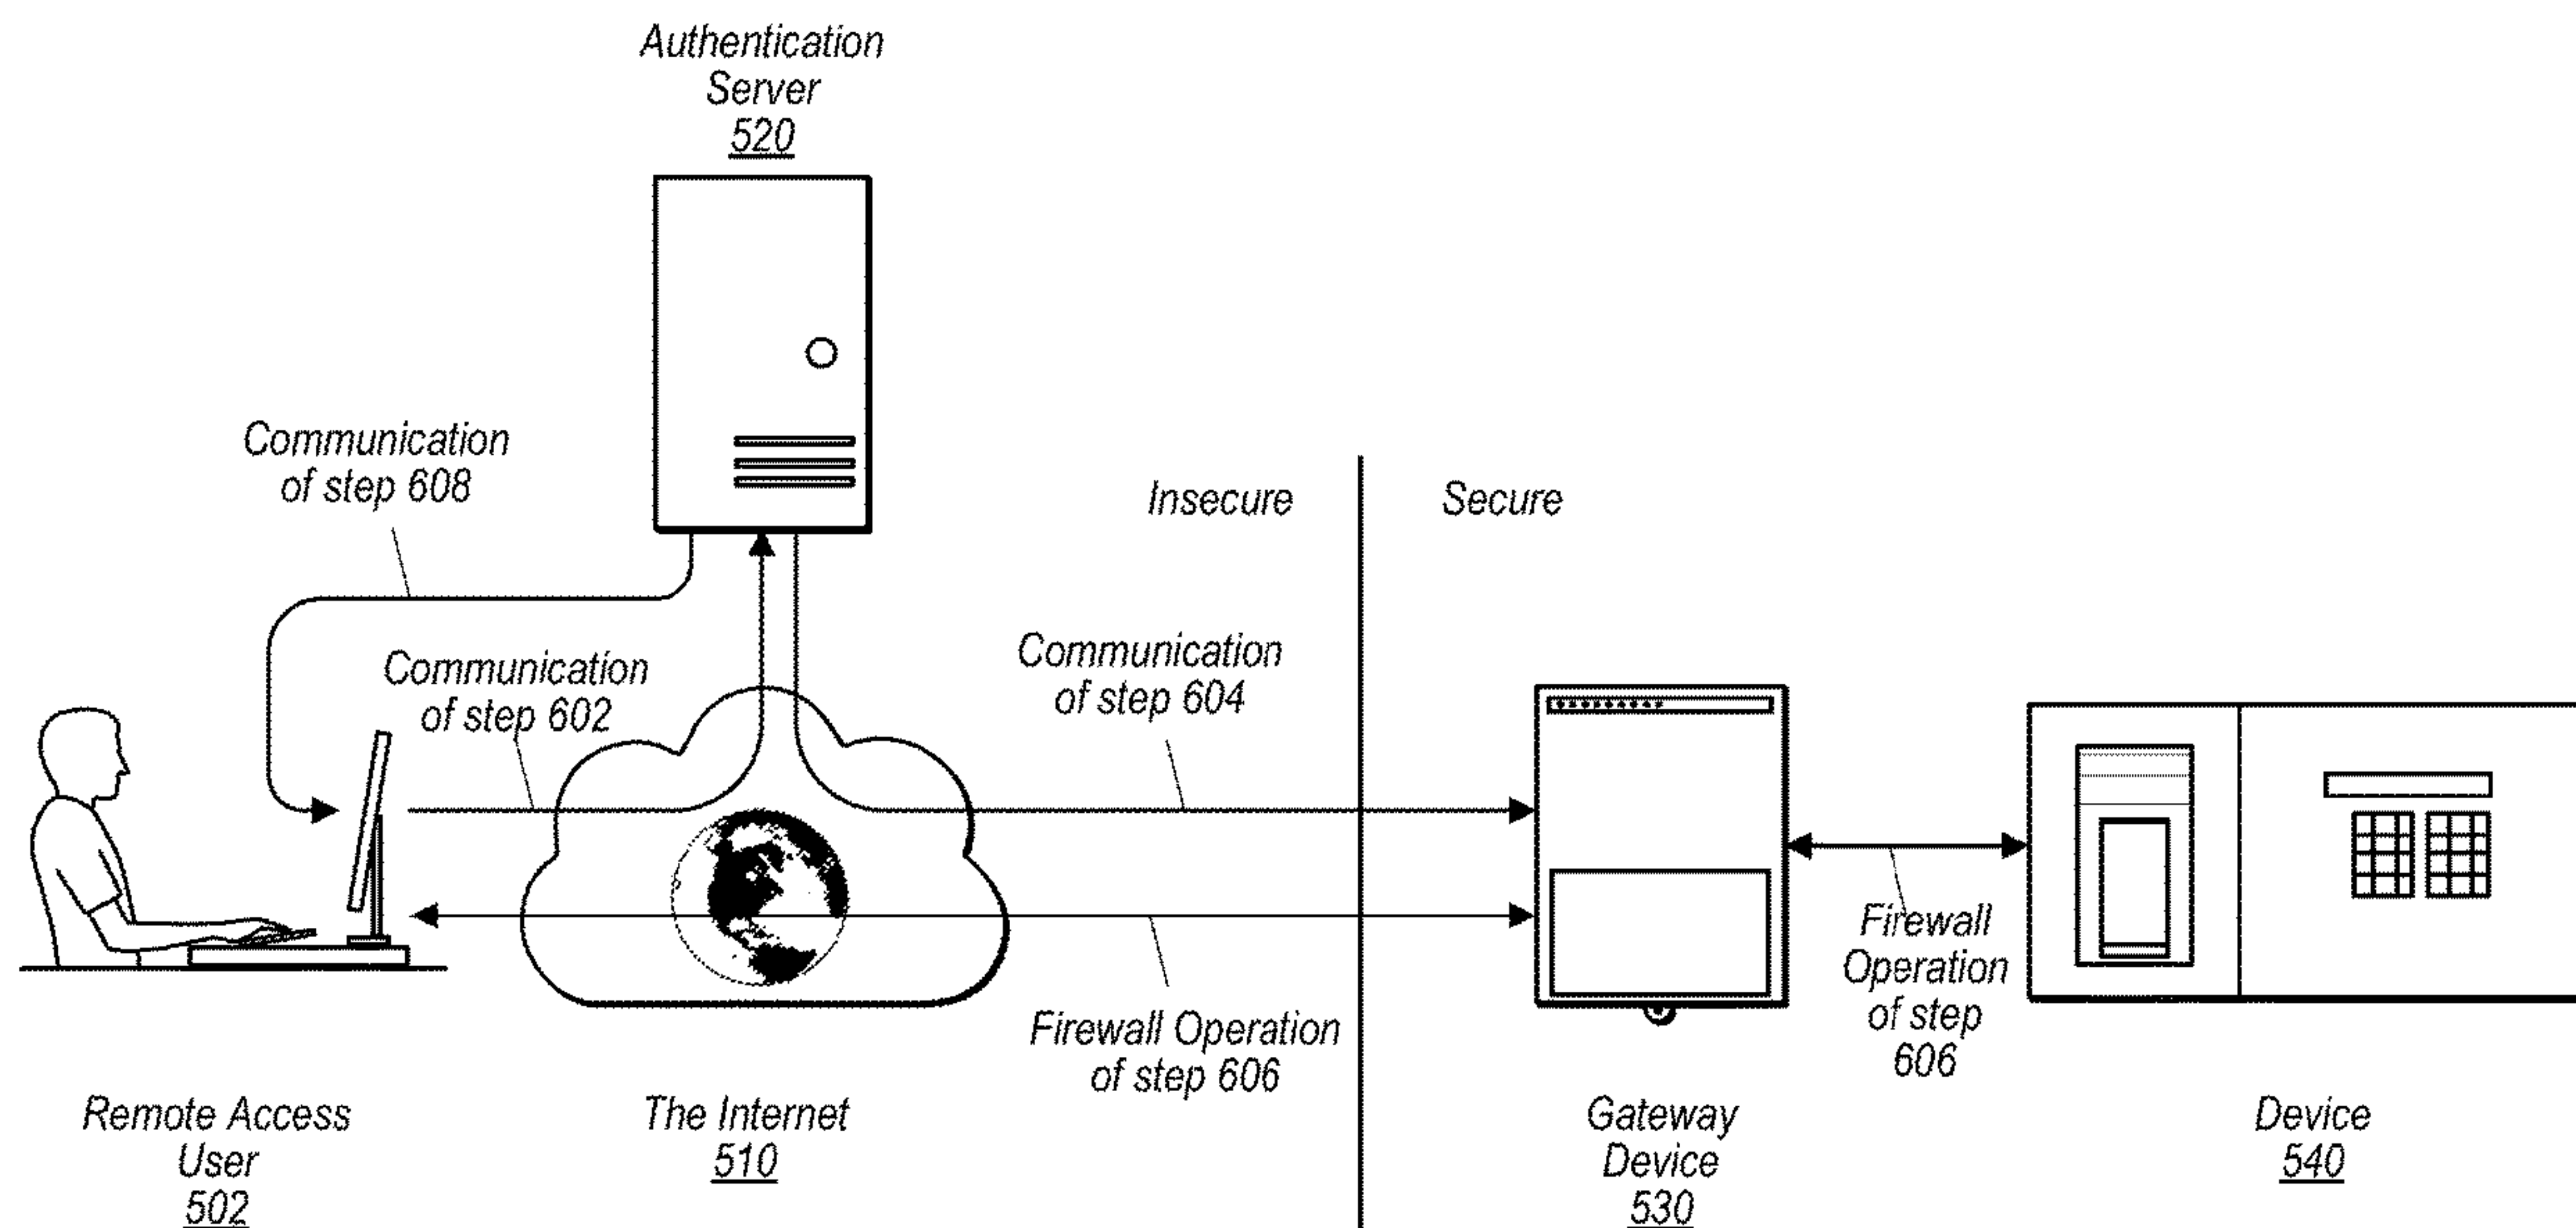 Authentication
Server
520
Communication
of step 608
Insecure
Secure
Communication
of step 602
Communication
of step 604
Firewall Operation
of step 606
Firewall
Operation
of step
606
Remote Access
User
502
The Internet
510
Gateway
Device
530
Device
540